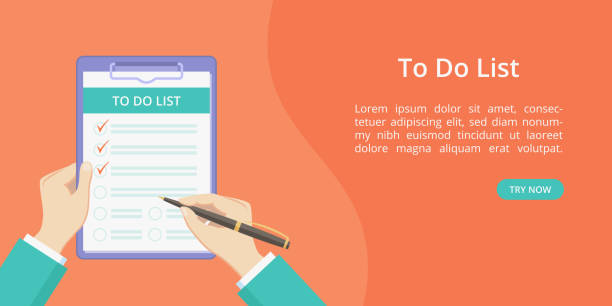 TO DO LIST
To Do List
Lorem ipsum dolor sit amet, consec-
tetuer adipiscing elit, sed diam nonum-
my nibh euismod tincidunt ut laoreet
dolore magna aliquam erat volutpat.
TRY NOW